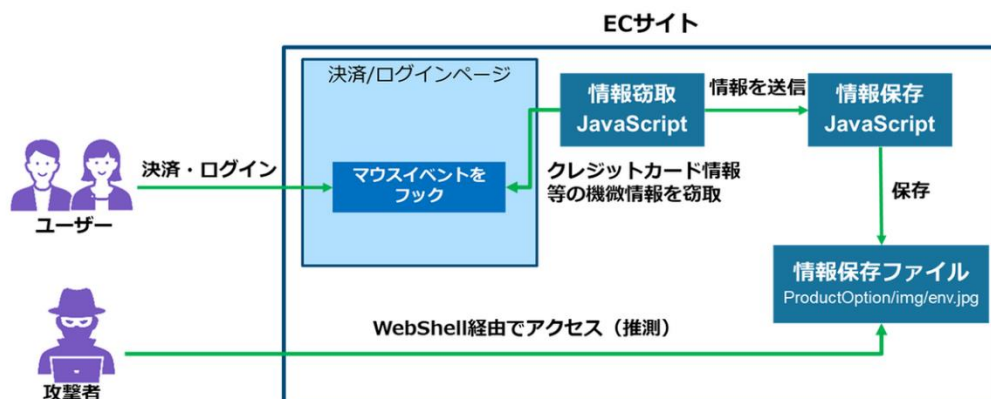 ECサイト
決済/ログインページ
情報窃取
JavaScript
情報を送信
情報保存
JavaScript
決済・ログイン
マウスイベントを
フック
クレジットカード情報
等の機微情報を窃取
保存
ユーザー
情報保存ファイル
ProductOption/img/env.jpg
WebShell経由でアクセス（推測）
攻撃者